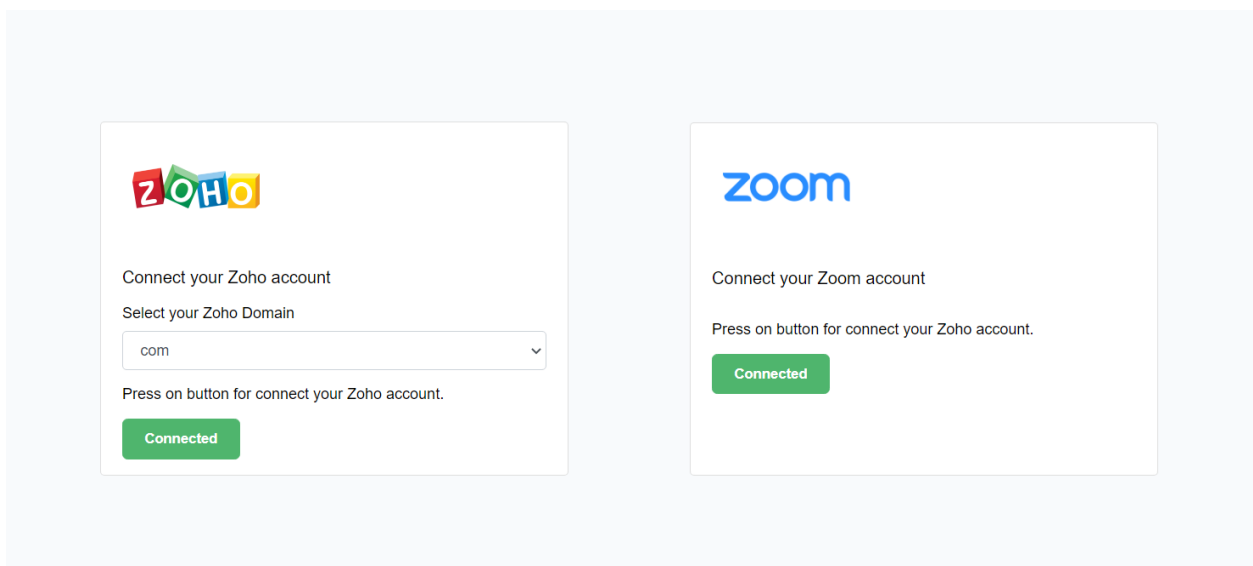 ZOHO
Connect your Zoho account
Select your Zoho Domain
com
Press on button for connect your Zoho account.
Connected
zoom
Connect your Zoom account
Press on button for connect your Zoho account.
Connected